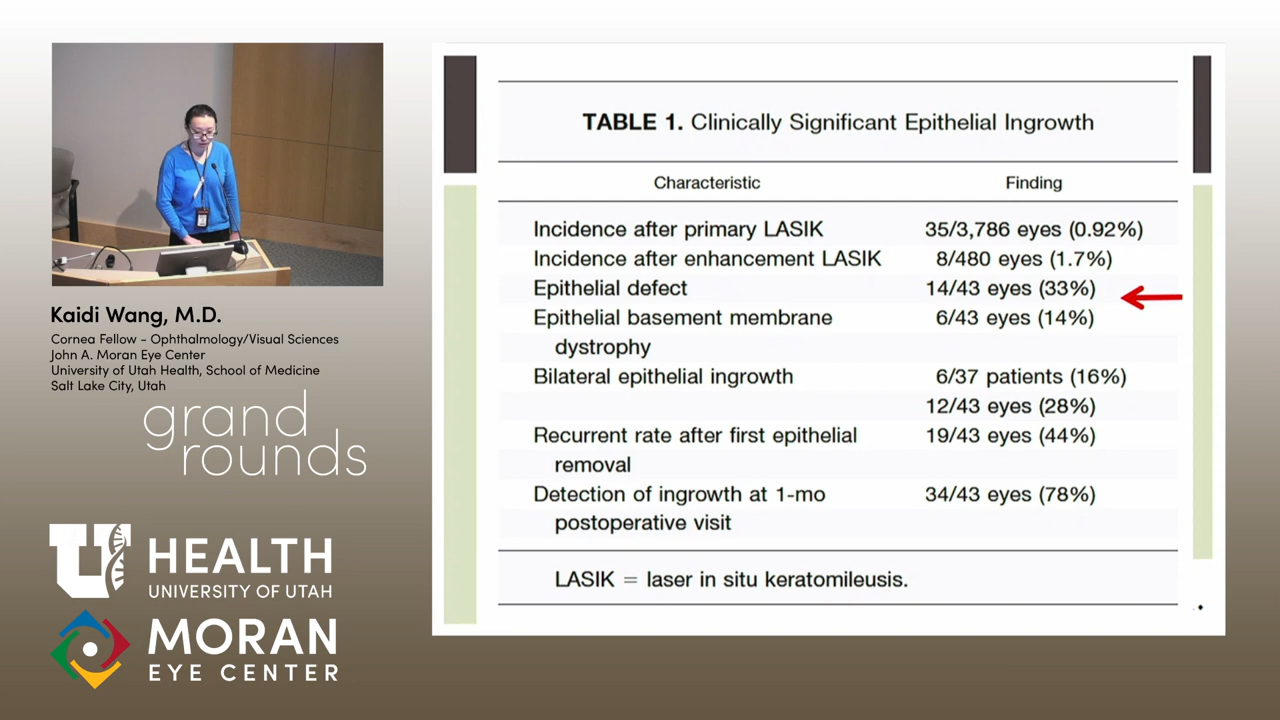 Kaidi Wang, M.D.
Cornea Fellow - Ophthalmology/Visual Sciences
John A. Moran Eye Center
University of Utah Health, School of Medicine
Salt Lake City, Utah
grand
rounds
U HEALTH
UNIVERSITY OF UTAH
MORAN
EYE CENTER
TABLE 1. Clinically Significant Epithelial Ingrowth
Characteristic Finding
Incidence after primary LASIK 35/3,786 eyes (0.92%)
Incidence after enhancement LASIK 8/480 eyes (1.7%)
Epithelial defect 14/43 eyes (33%)
Epithelial basement membrane 6/43 eyes (14%)
dystrophy
Bilateral epithelial ingrowth 6/37 patients (16%)
12/43 eyes (28%)
Recurrent rate after first epithelial 19/43 eyes (44%)
removal
Detection of ingrowth at 1-mo 34/43 eyes (78%)
postoperative visit
LASIK = laser in situ keratomileusis.